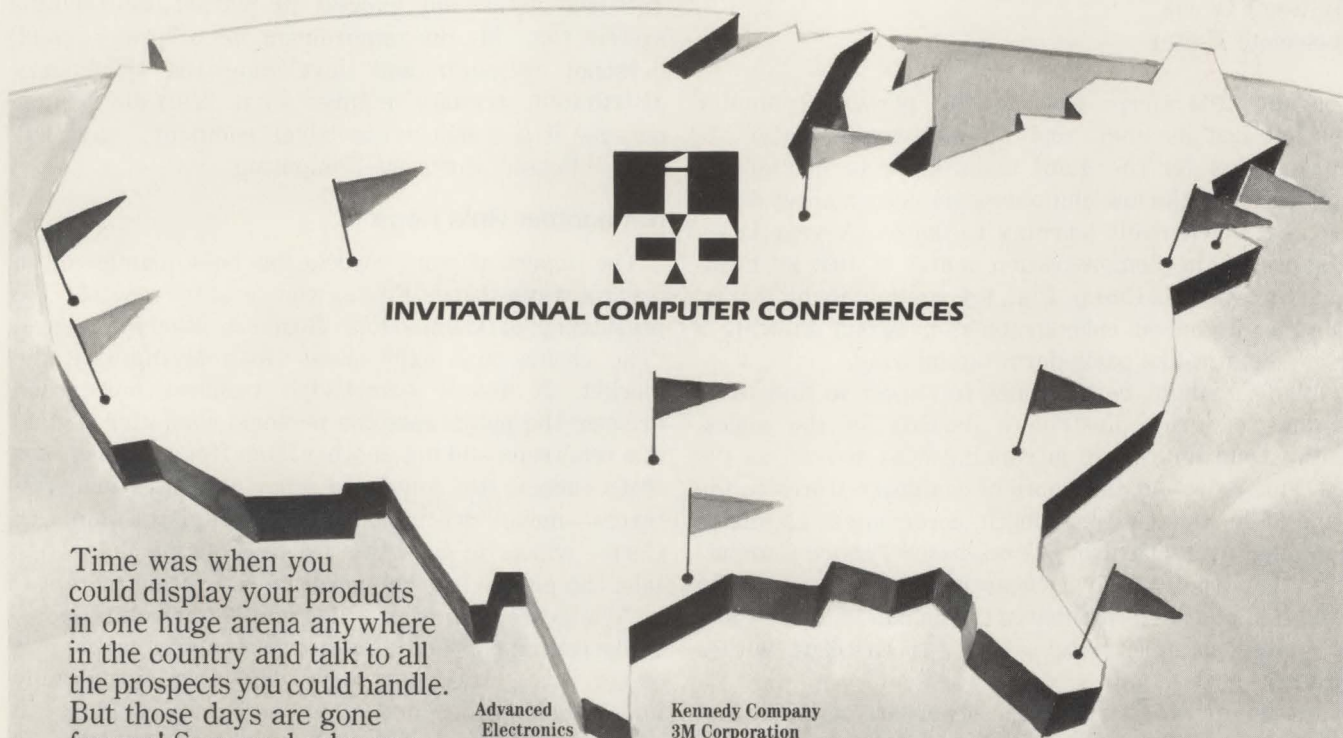 INVITATIONAL COMPUTER CONFERENCES
Time was when you
could display your products
in one huge arena anywhere
in the country and talk to all
the prospects you could handle.
But those days are gone
Advanced
Electronics
Kennedy Company
3M Corporation